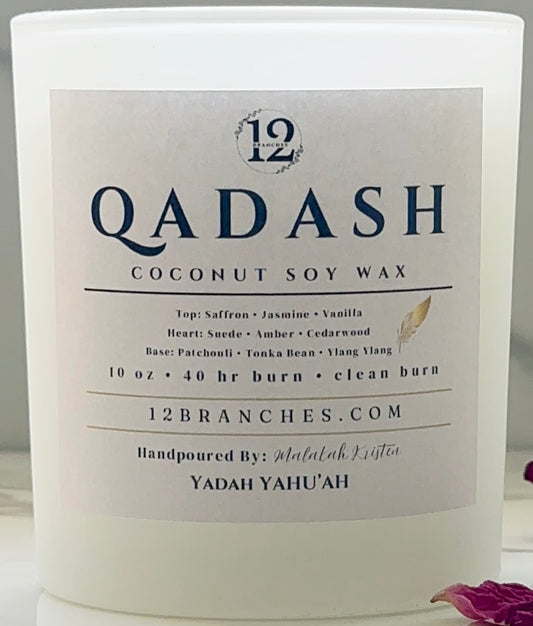 12
BRANCHES
QADASH
COCONUT SOY WAX
Top: Saffron • Jasmine • Vanilla
Heart: Suede • Amber • Cedarwood
Base: Patchouli • Tonka Bean • Ylang Ylang
10 oz • 40 hr burn • clean burn
12BRANCHES.COM
Handpoured By: Malalah Kristen
YADAH YAHU'AH